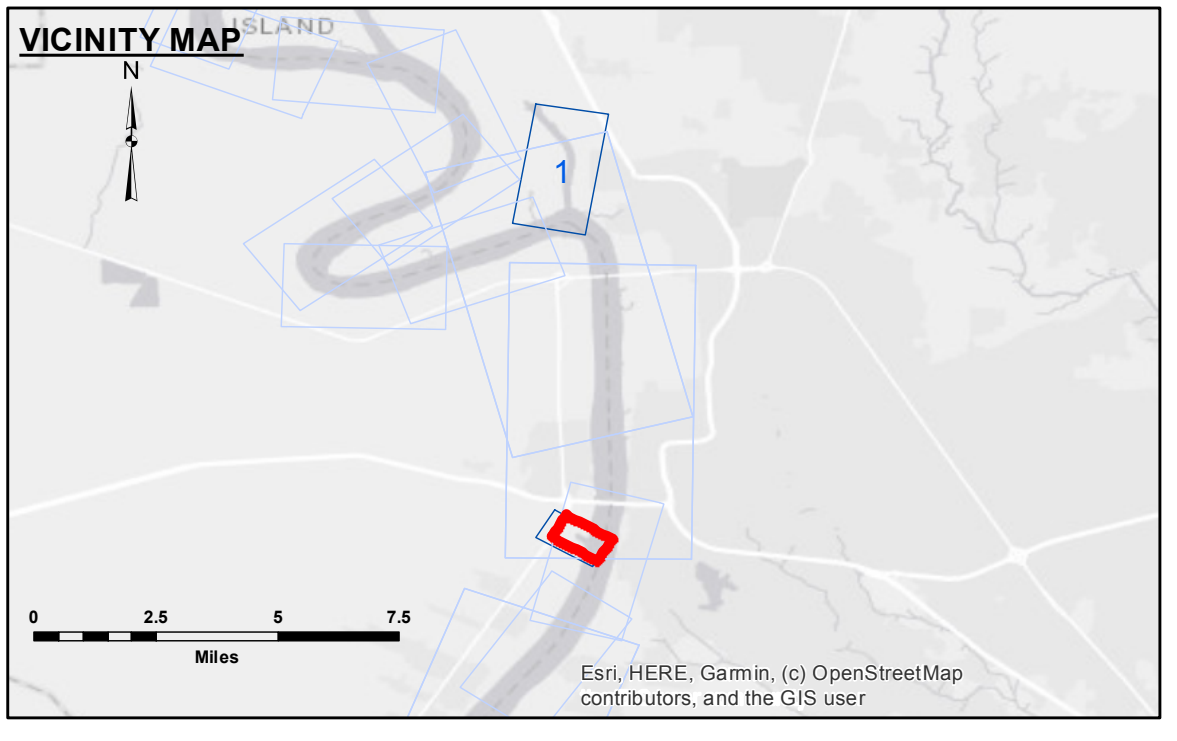 ISLAND
VICINITY MAP
N
1
0 2.5 5 7.5
Miles
Esri, HERE, Garmin, (c) OpenStreetMap
contributors, and the GIS user